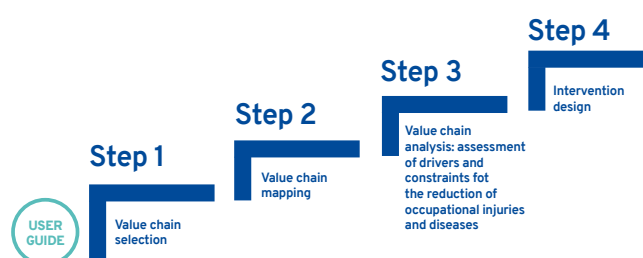 USER
GUIDE
Step 1
Value chain
selection
Step 2
Value chain
mapping
Step 3
Value chain
analysis: assessment
of drivers and
constraints fot
the reduction of
occupational injuries
and diseases
Step 4
Intervention
design